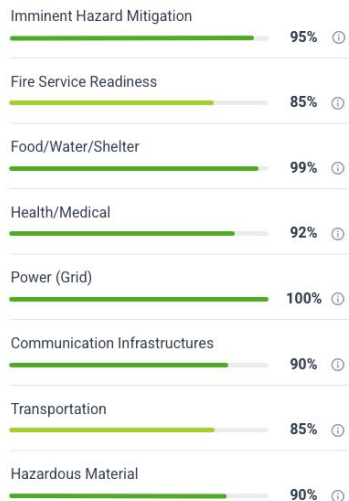 Imminent Hazard Mitigation
95%
Fire Service Readiness
85%
Food/Water/Shelter
99%
Health/Medical
92%
Power (Grid)
100%
Communication Infrastructures
90%
Transportation
85%
Hazardous Material
90%